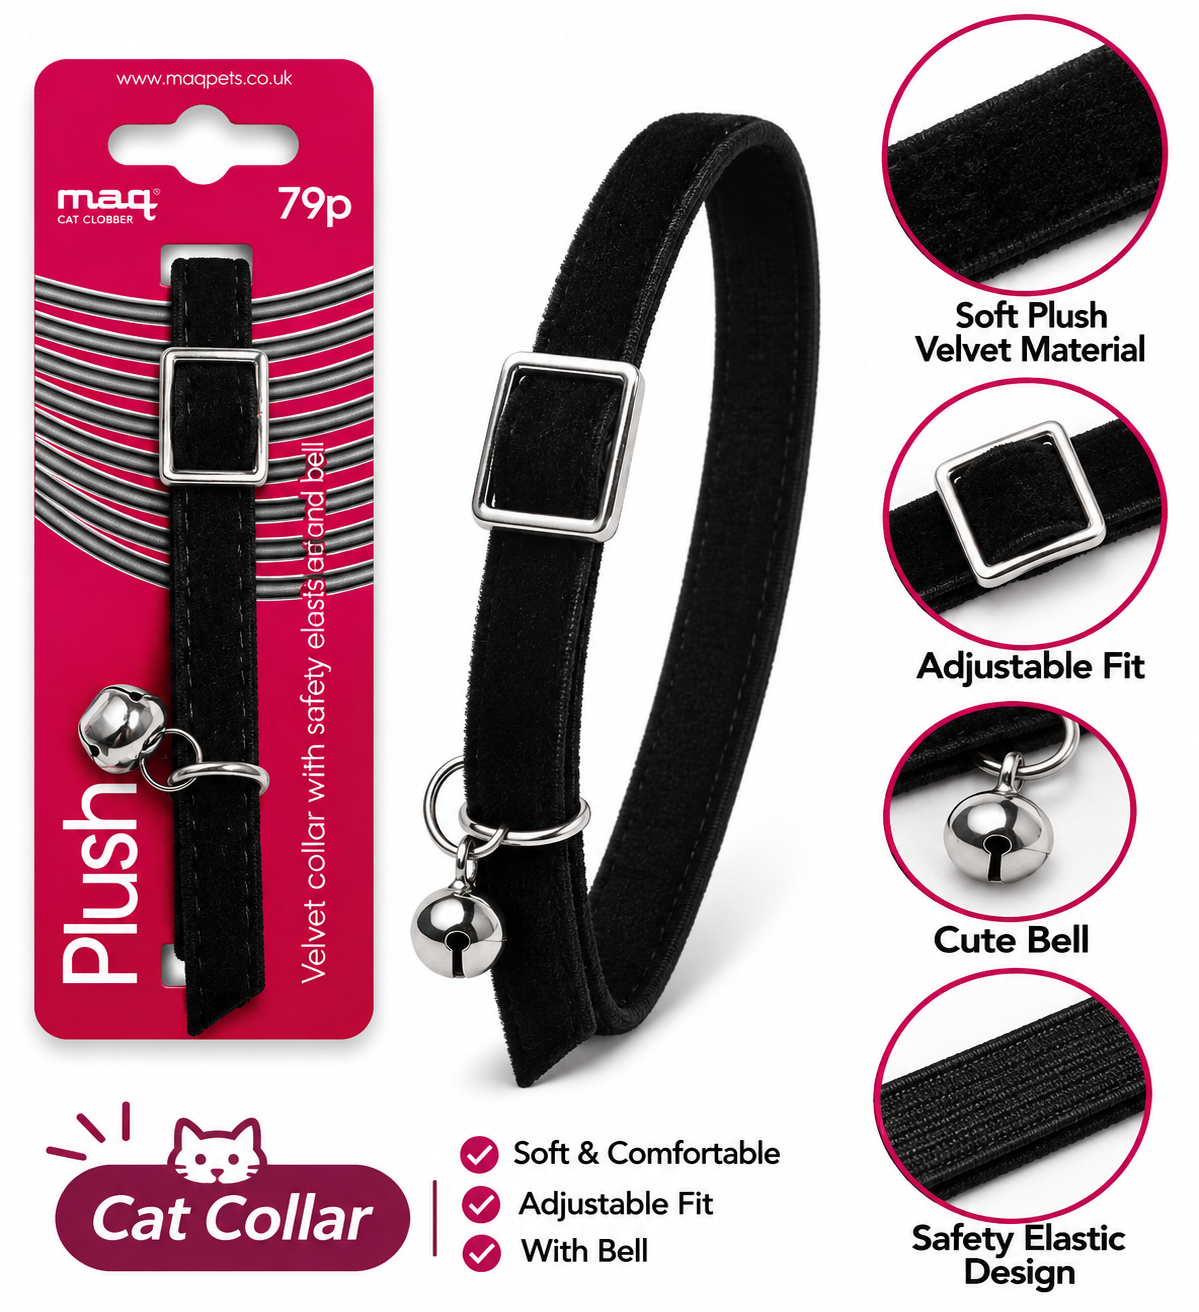 www.maqpets.co.uk
maq®
CAT CLOBBER
79p
Plush
Velvet collar with safety elasts an and bell
Soft Plush
Velvet Material
Adjustable Fit
Cute Bell
Safety Elastic
Design
Cat Collar
Soft & Comfortable
Adjustable Fit
With Bell